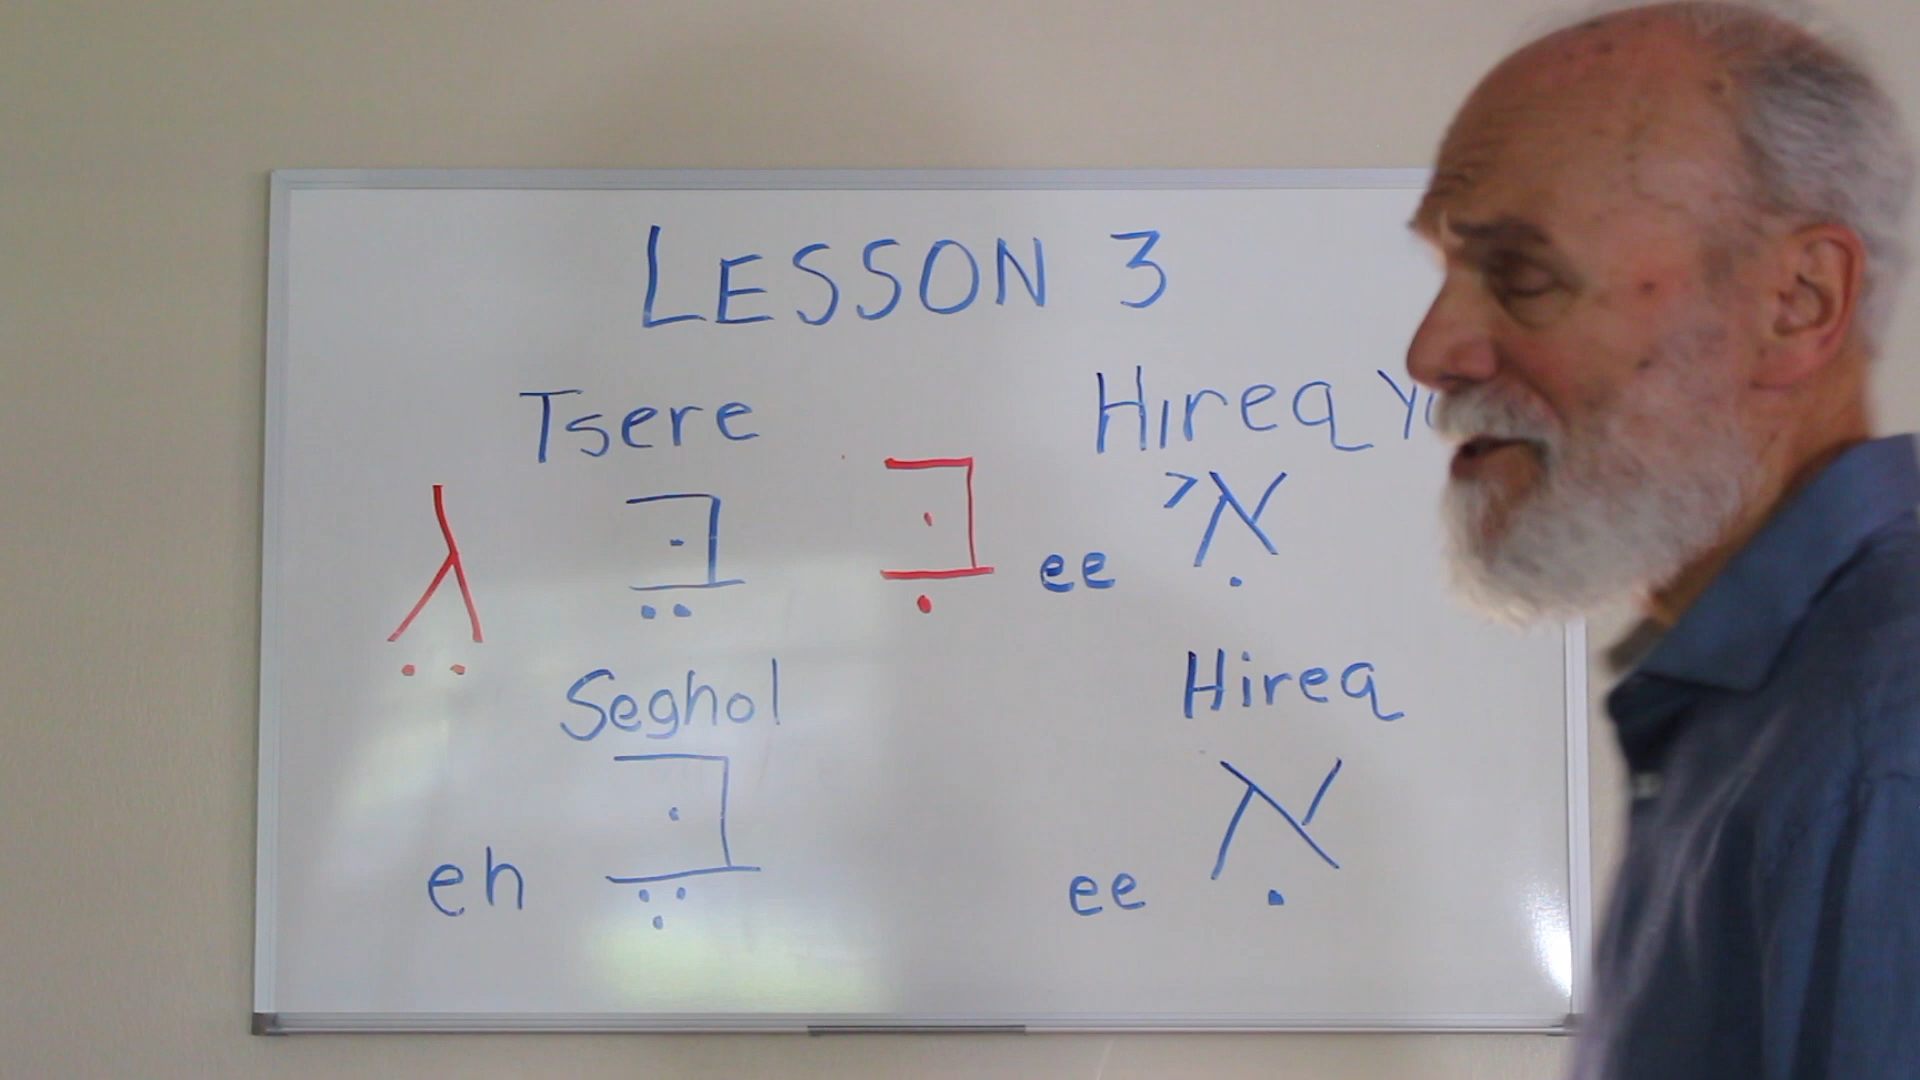 LESSON 3
Tsere
Hireq
גֵ בֵּ
בִּ ee אִי
Seghol
Hireq
eh בֶּ
ee אִ